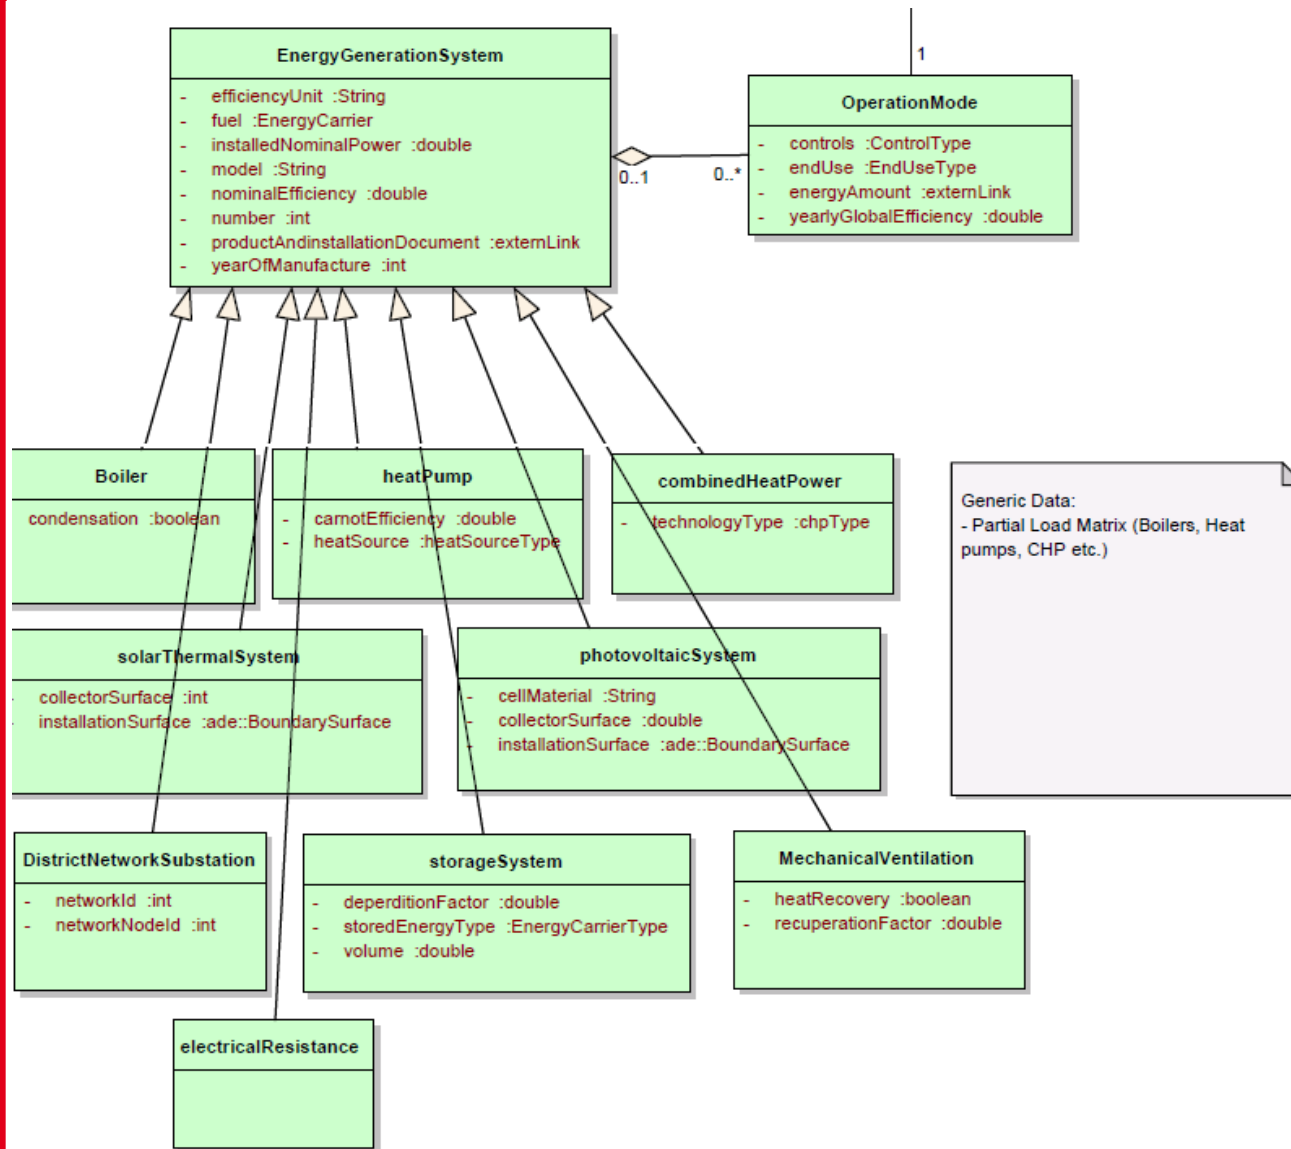 EnergyGenerationSystem
- efficiencyUnit :String
- fuel :EnergyCarrier
- installedNominalPower :double
- model :String
- nominalEfficiency :double
- number :int
- productAndinstallationDocument :externLink
- yearOfManufacture :int
1
OperationMode
- controls :ControlType
- endUse :EndUseType
- energyAmount :externLink
- yearlyGlobalEfficiency :double
0..1
0..*
Boiler
condensation :boolean
heatPump
- carnotEfficiency :double
- heatSource :heatSourceType
combinedHeatPower
- technologyType :chpType
Generic Data:
- Partial Load Matrix (Boilers, Heat
pumps, CHP etc.)
solarThermalSystem
- collectorSurface :int
- installationSurface :ade::BoundarySurface
photovoltaicSystem
- cellMaterial :String
- collectorSurface :double
- installationSurface :ade::BoundarySurface
DistrictNetworkSubstation
- networkId :int
- networkNodeId :int
storageSystem
- deperditionFactor :double
- storedEnergyType :EnergyCarrierType
- volume :double
MechanicalVentilation
- heatRecovery :boolean
- recuperationFactor :double
electricalResistance